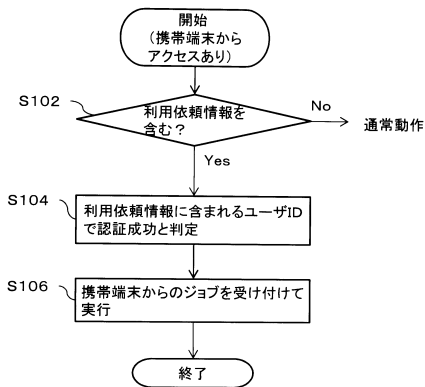 開始
(携帯端末から
アクセスあり)
S102
利用依頼情報を
含む?
No
通常動作
Yes
S104
利用依頼情報に含まれるユーザID
で認証成功と判定
S106
携帯端末からのジョブを受け付けて
実行
終了